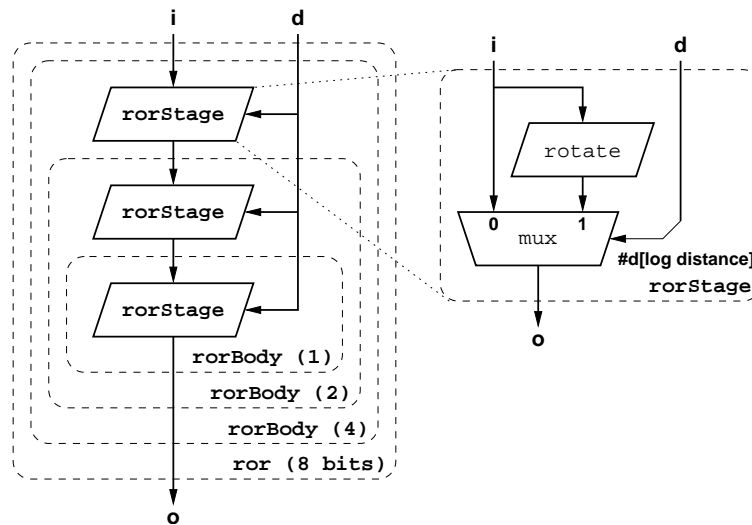 i d
rorStage
rorStage
rorStage
rorBody (1)
rorBody (2)
rorBody (4)
ror (8 bits)
o
i d
rotate
0 1
mux
#d[log distance]
rorStage
o